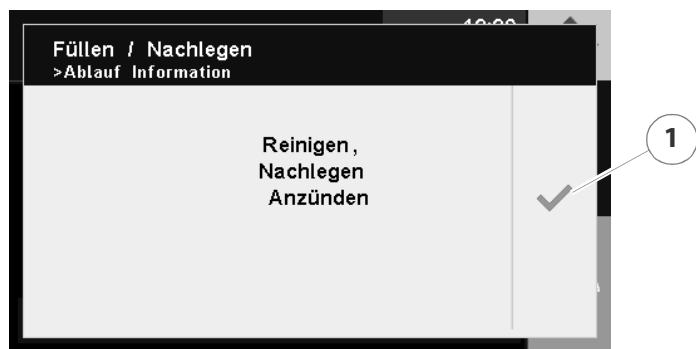 Füllen / Nachlegen
>Ablauf Information
Reinigen,
Nachlegen
Anzünden
1